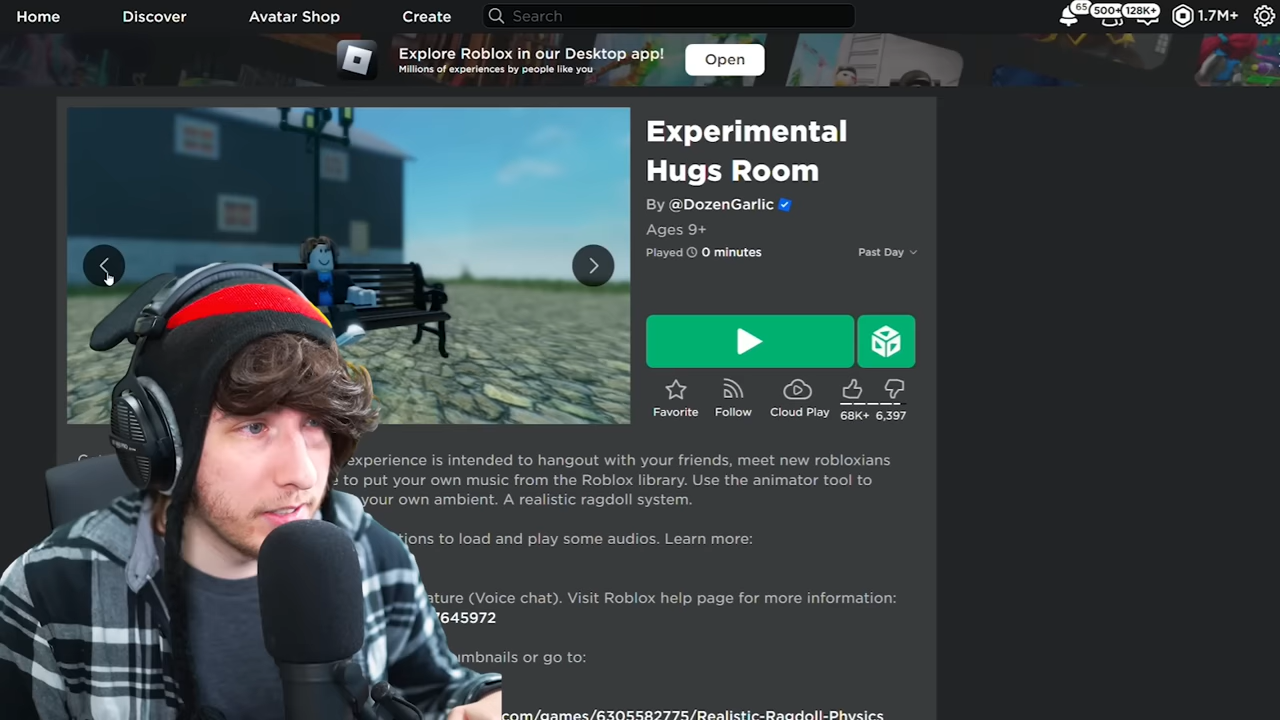 Home Discover Avatar Shop Create Search 65 500+ 128K+ 1.7M+
Explore Roblox in our Desktop app!
Millions of experiences by people like you
Open
Experimental
Hugs Room
By @DozenGarlic
Ages 9+
Played 0 minutes Past Day
Favorite Follow Cloud Play 68K+ 6,397
experience is intended to hangout with your friends, meet new robloxians
to put your own music from the Roblox library. Use the animator tool to
your own ambient. A realistic ragdoll system.
to load and play some audios. Learn more:
(Voice chat). Visit Roblox help page for more information:
7645972
or go to:
com/games/6305582775/Realistic-Ragdoll-Physics